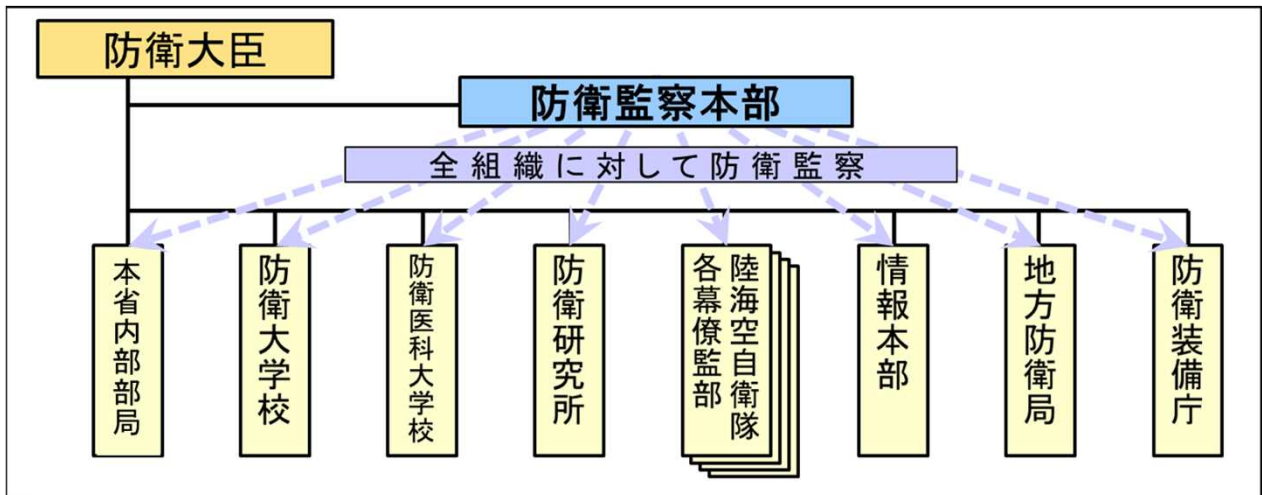 防衛大臣
防衛監察本部
全組織に対して防衛監察
本省内部部局
防衛大学校
防衛医科大学校
防衛研究所
陸海空自衛隊
各幕僚監部
情報本部
地方防衛局
防衛装備庁